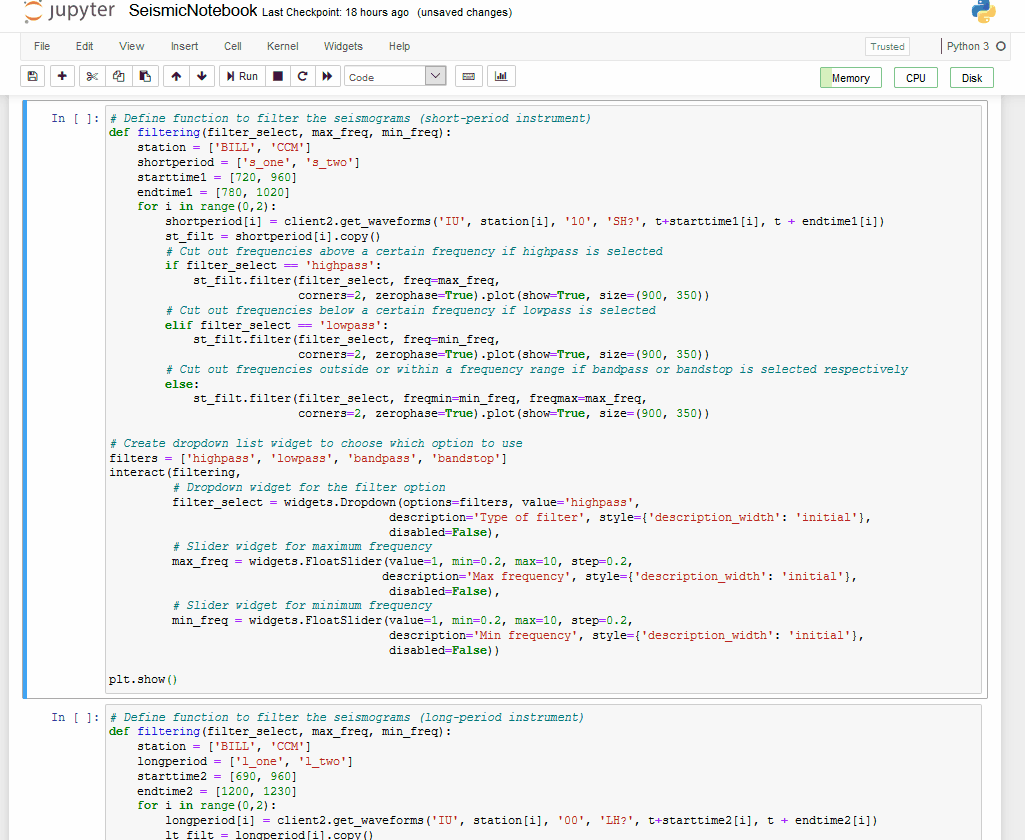 jupyter SeismicNotebook Last Checkpoint: 18 hours ago (unsaved changes)
File Edit View Insert Cell Kernel Widgets Help Trusted Python 3
Run Code Memory CPU Disk
In [ ]: # Define function to filter the seismograms (short-period instrument)
def filtering(filter_select, max_freq, min_freq):
    station = ['BILL', 'CCM']
    shortperiod = ['s_one', 's_two']
    starttime1 = [720, 960]
    endtime1 = [780, 1020]
    for i in range(0,2):
        shortperiod[i] = client2.get_waveforms('IU', station[i], '10', 'SH?', t+starttime1[i], t + endtime1[i])
        st_filt = shortperiod[i].copy()
        # Cut out frequencies above a certain frequency if highpass is selected
        if filter_select == 'highpass':
            st_filt.filter(filter_select, freq=max_freq,
                           corners=2, zerophase=True).plot(show=True, size=(900, 350))
        # Cut out frequencies below a certain frequency if lowpass is selected
        elif filter_select == 'lowpass':
            st_filt.filter(filter_select, freq=min_freq,
                           corners=2, zerophase=True).plot(show=True, size=(900, 350))
        # Cut out frequencies outside or within a frequency range if bandpass or bandstop is selected respectively
        else:
            st_filt.filter(filter_select, freqmin=min_freq, freqmax=max_freq,
                           corners=2, zerophase=True).plot(show=True, size=(900, 350))
# Create dropdown list widget to choose which option to use
filters = ['highpass', 'lowpass', 'bandpass', 'bandstop']
interact(filtering,
         # Dropdown widget for the filter option
         filter_select = widgets.Dropdown(options=filters, value='highpass',
                                        description='Type of filter', style={'description_width': 'initial'},
                                        disabled=False),
         # Slider widget for maximum frequency
         max_freq = widgets.FloatSlider(value=1, min=0.2, max=10, step=0.2,
                                       description='Max frequency', style={'description_width': 'initial'},
                                        disabled=False),
         # Slider widget for minimum frequency
         min_freq = widgets.FloatSlider(value=1, min=0.2, max=10, step=0.2,
                                        description='Min frequency', style={'description_width': 'initial'},
                                        disabled=False))
plt.show()
In [ ]: # Define function to filter the seismograms (long-period instrument)
def filtering(filter_select, max_freq, min_freq):
    station = ['BILL', 'CCM']
    longperiod = ['l_one', 'l_two']
    starttime2 = [690, 960]
    endtime2 = [1200, 1230]
    for i in range(0,2):
        longperiod[i] = client2.get_waveforms('IU', station[i], '00', 'LH?', t+starttime2[i], t + endtime2[i])
        lt_filt = longperiod[i].copy()